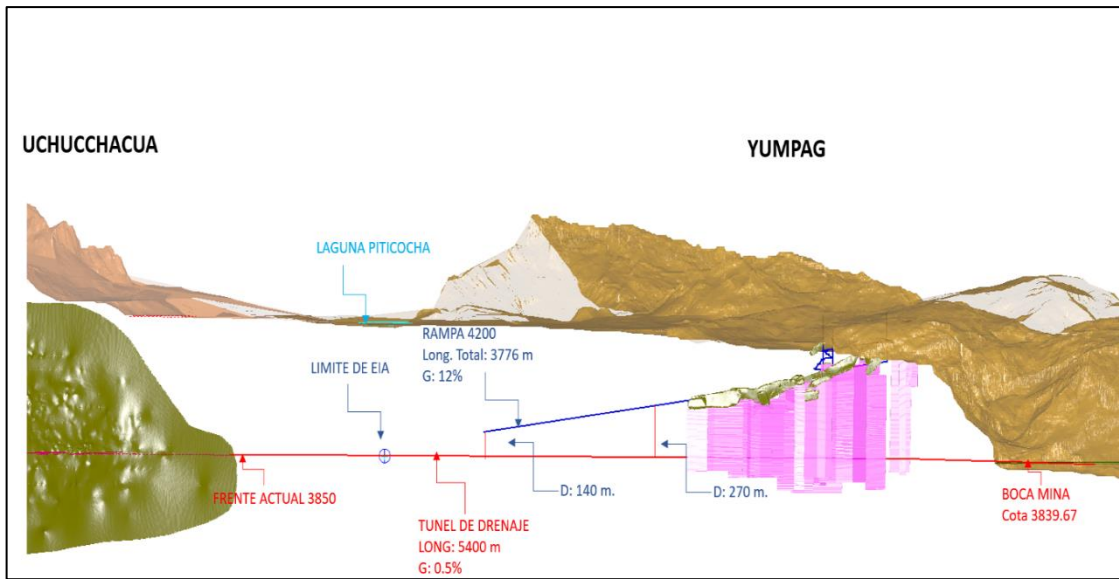 UCHUCCHACUA
YUMPAG
LAGUNA PITICOCHA
RAMPA 4200
Long. Total: 3776 m
G: 12%
LIMITE DE EIA
FRENTE ACTUAL 3850
D: 140 m.
D: 270 m.
TUNEL DE DRENAJE
LONG: 5400 m
G: 0.5%
BOCA MINA
Cota 3839.67